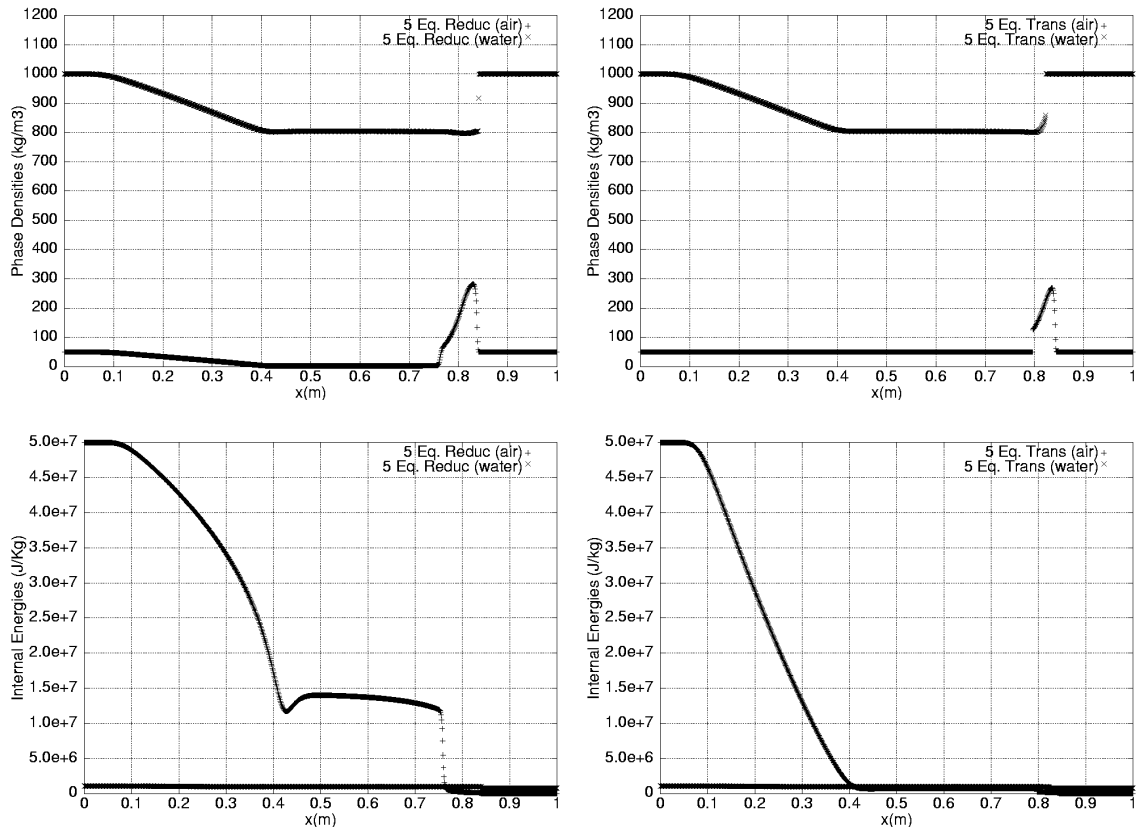 1200
1100
1000
900
800
700
600
500
400
300
200
100
0
Phase Densities (kg/m3)
5 Eq. Reduc (air)
5 Eq. Reduc (water)
0 0.1 0.2 0.3 0.4 0.5 0.6 0.7 0.8 0.9 1
x(m)
1200
1100
1000
900
800
700
600
500
400
300
200
100
0
Phase Densities (kg/m3)
5 Eq. Trans (air)
5 Eq. Trans (water)
0 0.1 0.2 0.3 0.4 0.5 0.6 0.7 0.8 0.9 1
x(m)
5.0e+7
4.5e+7
4.0e+7
3.5e+7
3.0e+7
2.5e+7
2.0e+7
1.5e+7
1.0e+7
5.0e+6
0
Internal Energies (J/Kg)
5 Eq. Reduc (air)
5 Eq. Reduc (water)
0 0.1 0.2 0.3 0.4 0.5 0.6 0.7 0.8 0.9 1
x(m)
5.0e+7
4.5e+7
4.0e+7
3.5e+7
3.0e+7
2.5e+7
2.0e+7
1.5e+7
1.0e+7
5.0e+6
0
Internal Energies (J/Kg)
5 Eq. Trans (air)
5 Eq. Trans (water)
0 0.1 0.2 0.3 0.4 0.5 0.6 0.7 0.8 0.9 1
x(m)